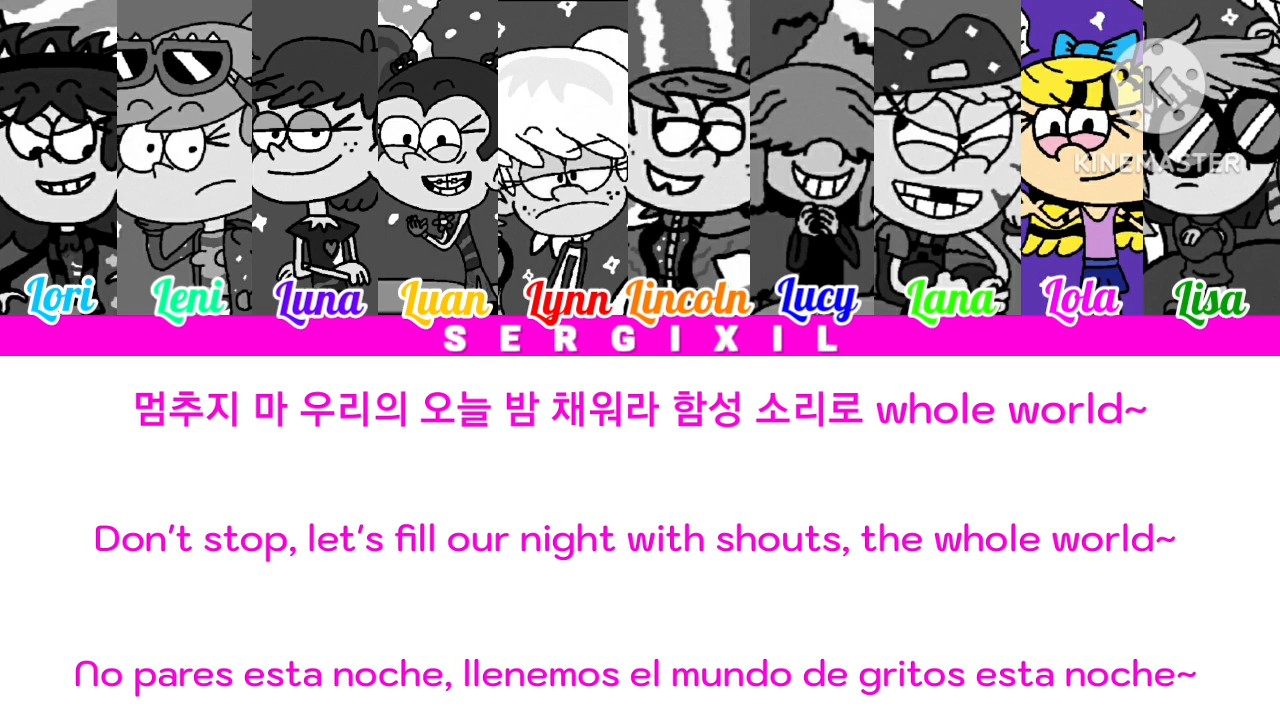 KINEMASTER
Lori Leni Luna Luan Lynn Lincoln Lucy Lana Lola Lisa
SERGIXIL
멈추지 마 우리의 오늘 밤 채워라 함성 소리로 whole world~
Don't stop, let's fill our night with shouts, the whole world~
No pares esta noche, llenemos el mundo de gritos esta noche~